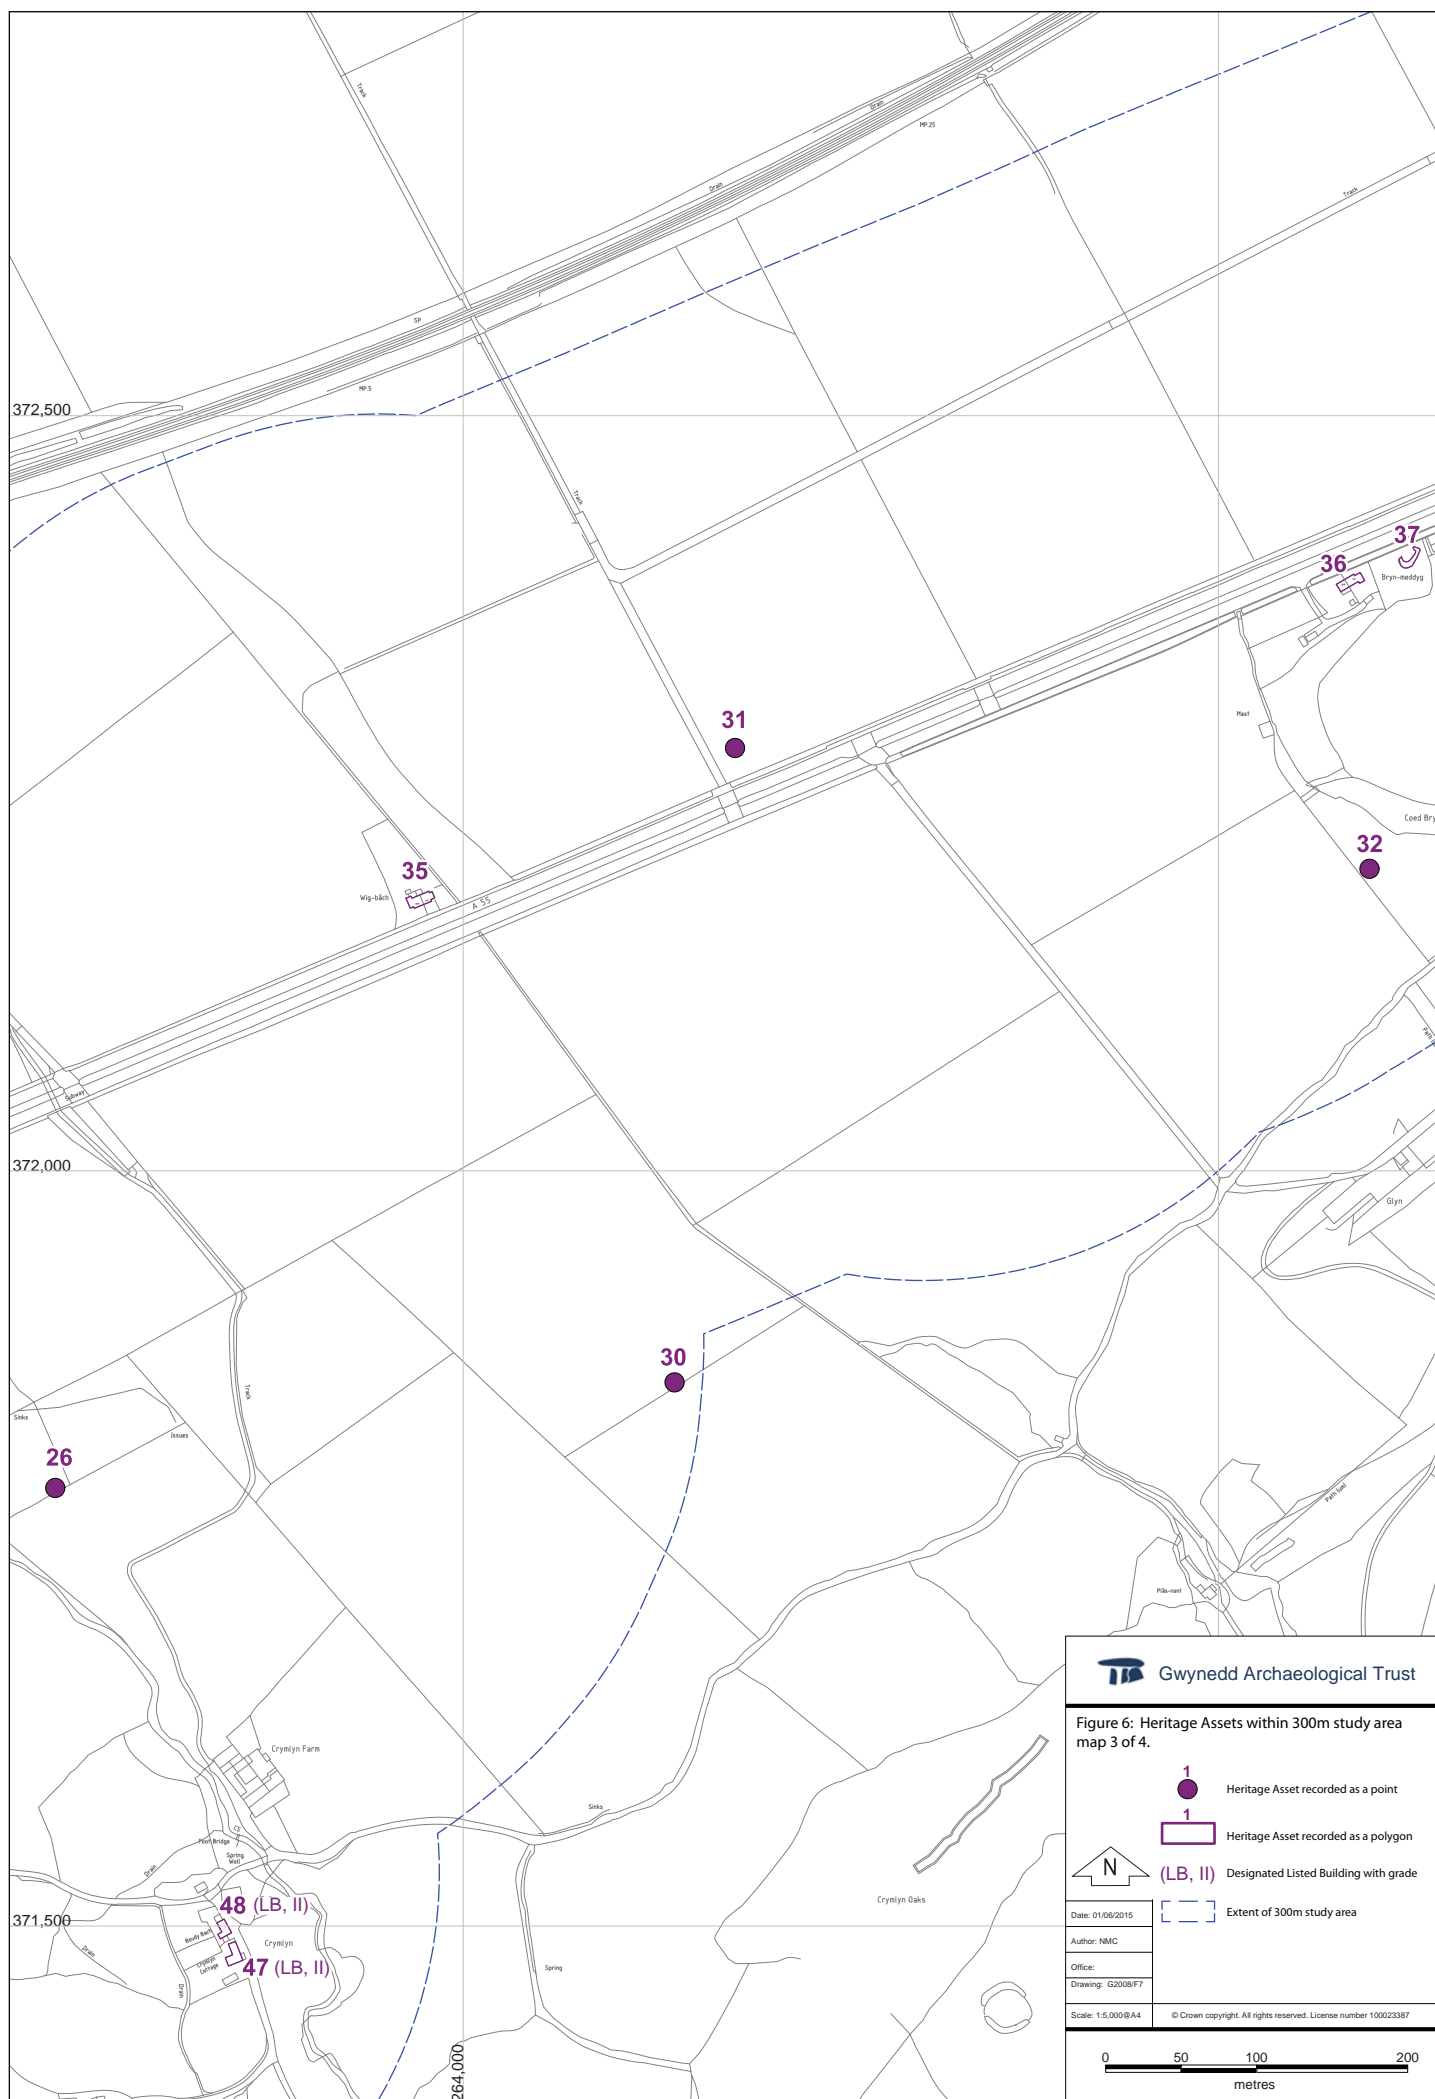 Track
Drain
MP.25
Drain
Track
SP
MP.5
372,500
Track
37
36
Bryn-meddyg
31
Mast
Coed Bry
32
35
Wig-bâch
A 55
Subway
372,000
Glyn
30
Track
Sinks
Issues
26
Path (um)
Plâs-nant
Crymlyn Farm
Sinks
CS
Foot Bridge
Spring
Well
Drain
Crymlyn Oaks
48 (LB, II)
371,500
Beudy Bach
Crymlyn
Drain
Crymlyn
Cottage
47 (LB, II)
Spring
Drain
264,000
Gwynedd Archaeological Trust
Figure 6: Heritage Assets within 300m study area
map 3 of 4.
1
Heritage Asset recorded as a point
1
Heritage Asset recorded as a polygon
N
(LB, II) Designated Listed Building with grade
Extent of 300m study area
Date: 01/06/2015
Author: NMC
Office:
Drawing: G2008/F7
Scale: 1:5,000@A4
© Crown copyright. All rights reserved. License number 100023387
0 50 100 200
metres